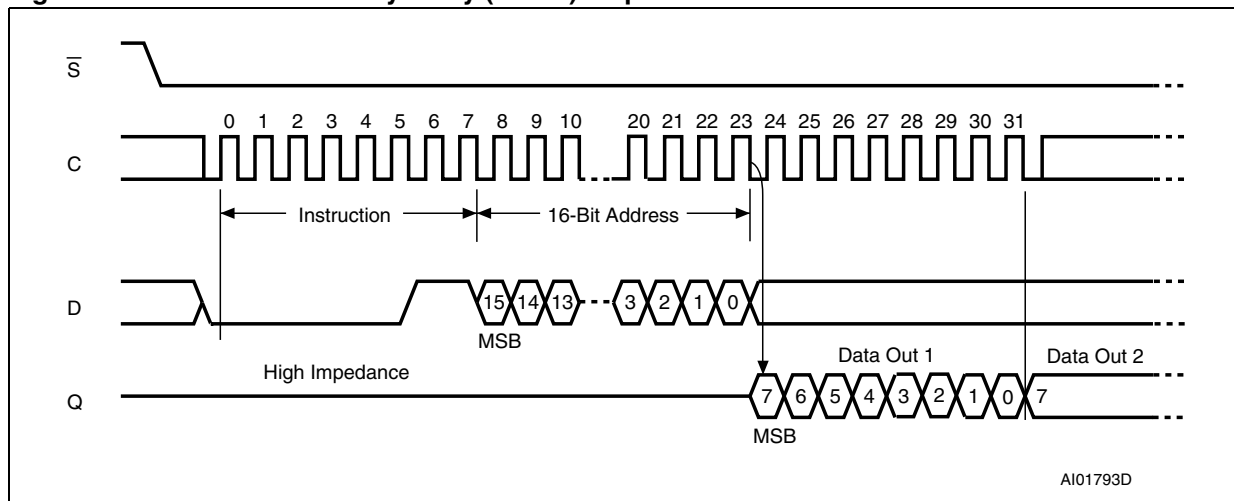 S
0 1 2 3 4 5 6 7 8 9 10 20 21 22 23 24 25 26 27 28 29 30 31
C
Instruction 16-Bit Address
D
15 14 13 3 2 1 0
MSB
High Impedance Data Out 1 Data Out 2
Q
7 6 5 4 3 2 1 0 7
MSB
AI01793D